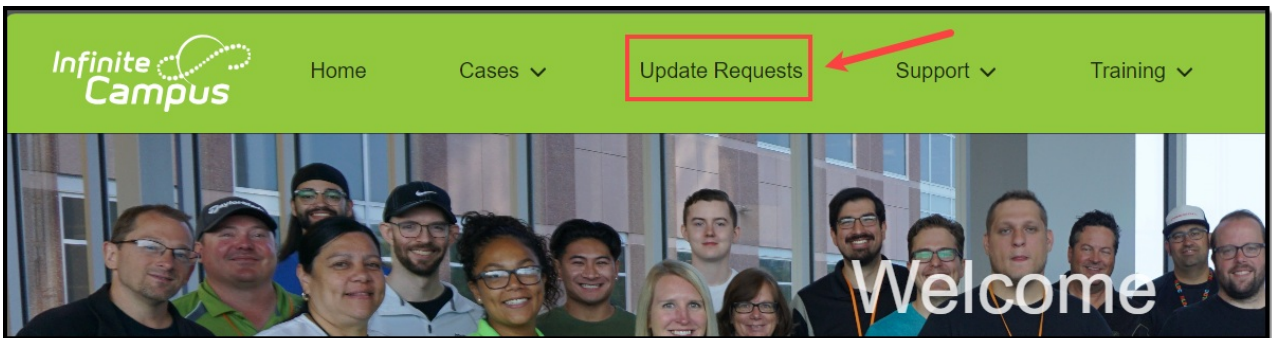 Infinite
Campus
Home
Cases
Update Requests
Support
Training
Welcome